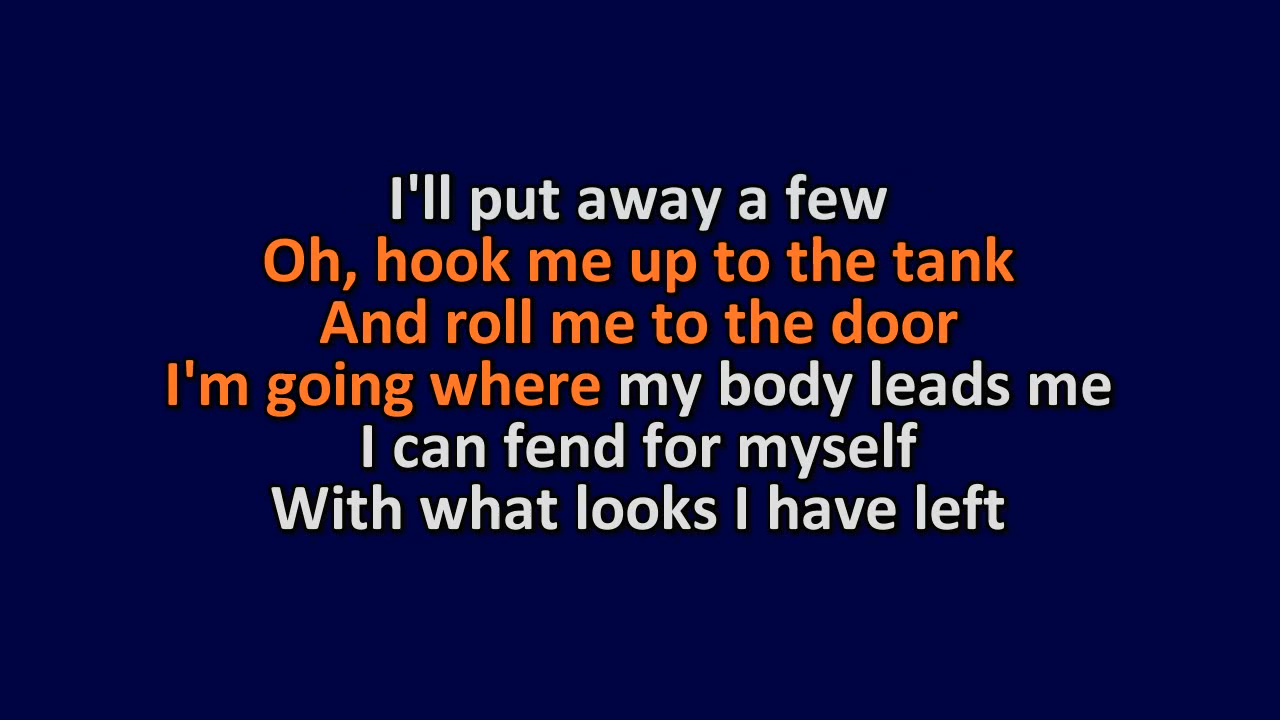 I'll put away a few
Oh, hook me up to the tank
And roll me to the door
I'm going where my body leads me
I can fend for myself
With what looks I have left